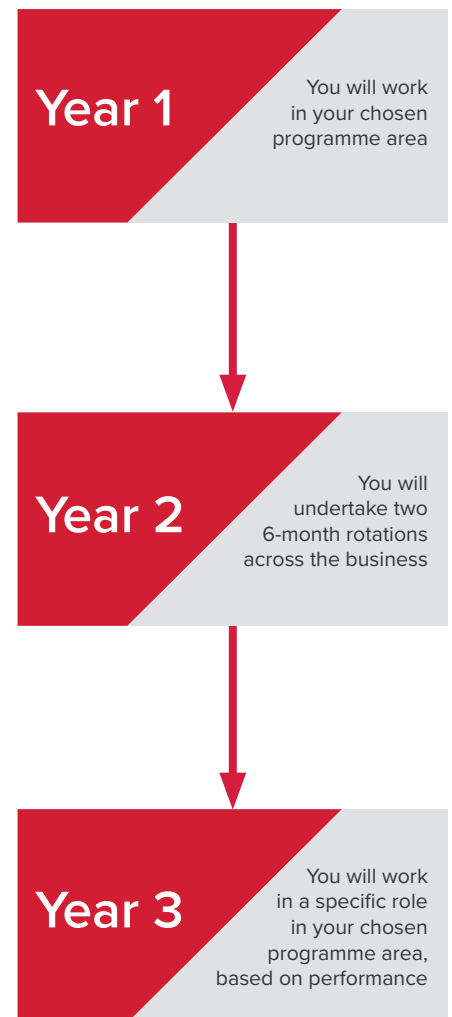 Year 1
You will work
in your chosen
programme area
Year 2
You will
undertake two
6-month rotations
across the business
Year 3
You will work
in a specific role
in your chosen
programme area,
based on performance